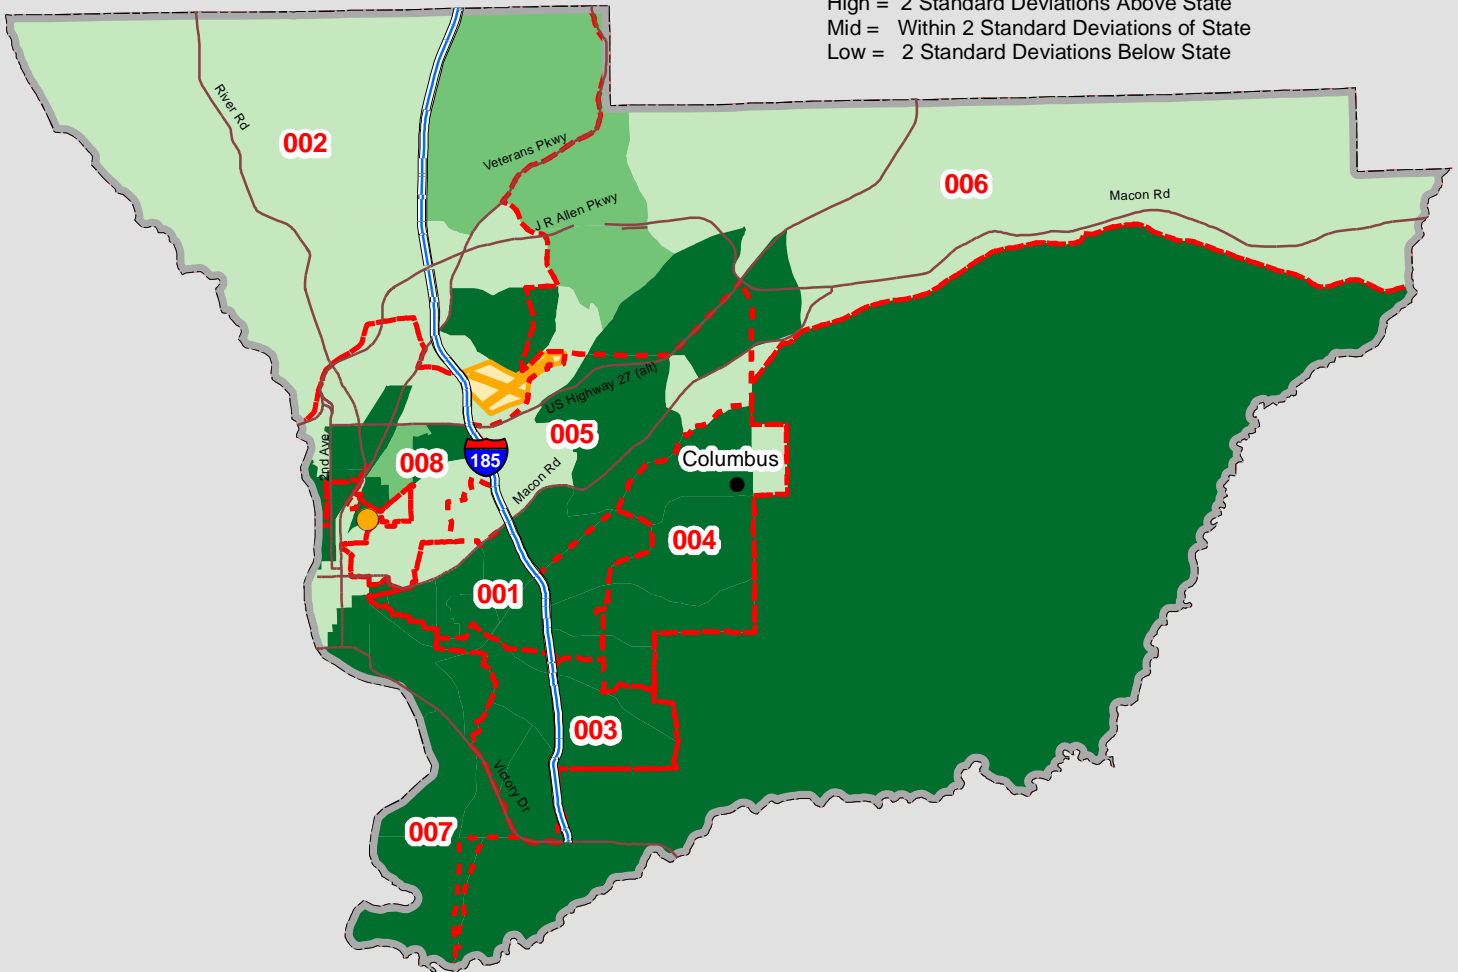 High = 2 Standard Deviations Above State
Mid = Within 2 Standard Deviations of State
Low = 2 Standard Deviations Below State
River Rd
002
Veterans Pkwy
006
Macon Rd
J R Allen Pkwy
US Highway 27 (alt)
005
2nd Ave
008
185
Columbus
Macon Rd
004
001
003
Victory Dr
007